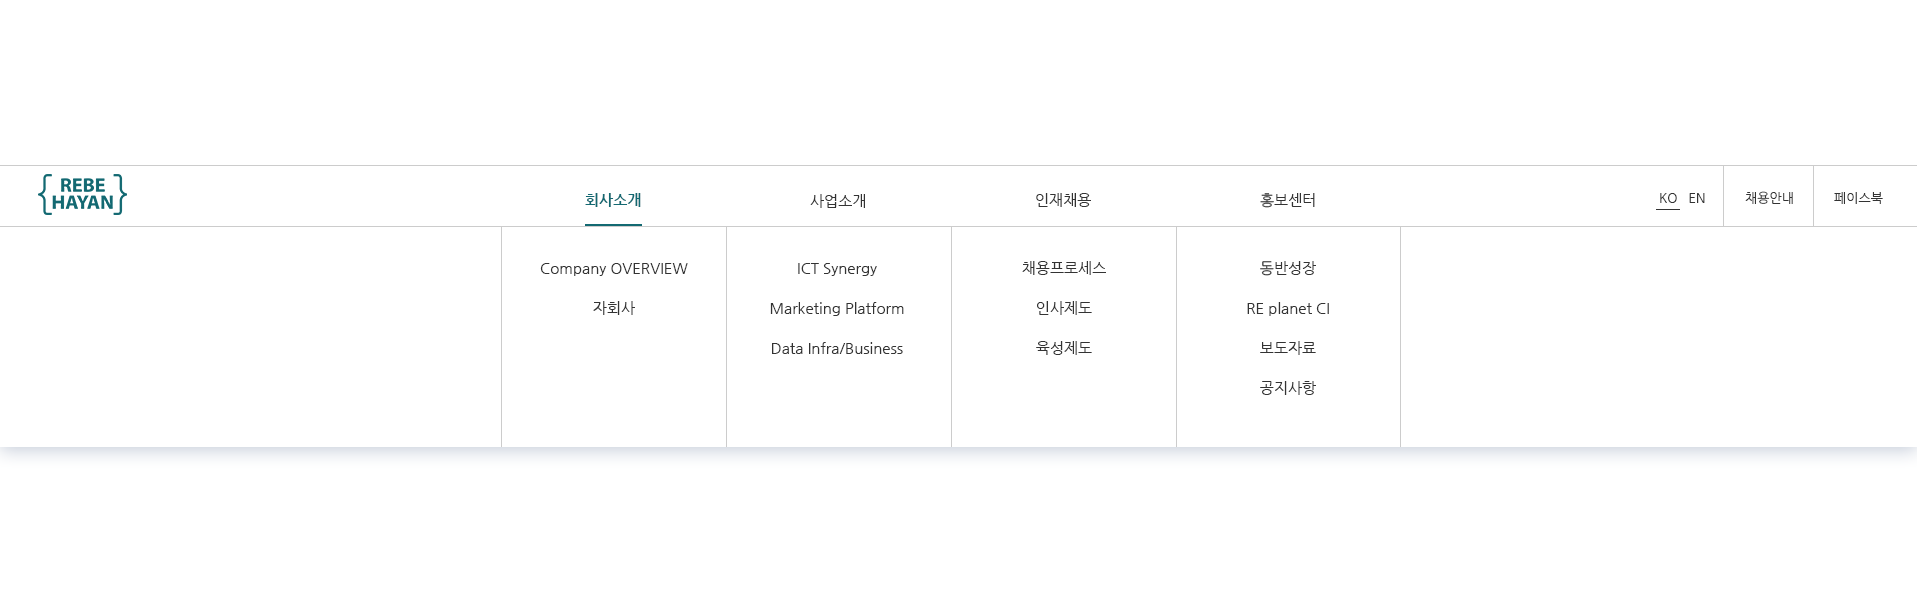 REBE
HAYAN
회사소개
사업소개
인재채용
홍보센터
KO EN
채용안내
페이스북
Company OVERVIEW
자회사
ICT Synergy
Marketing Platform
Data Infra/Business
채용프로세스
인사제도
육성제도
동반성장
RE planet CI
보도자료
공지사항